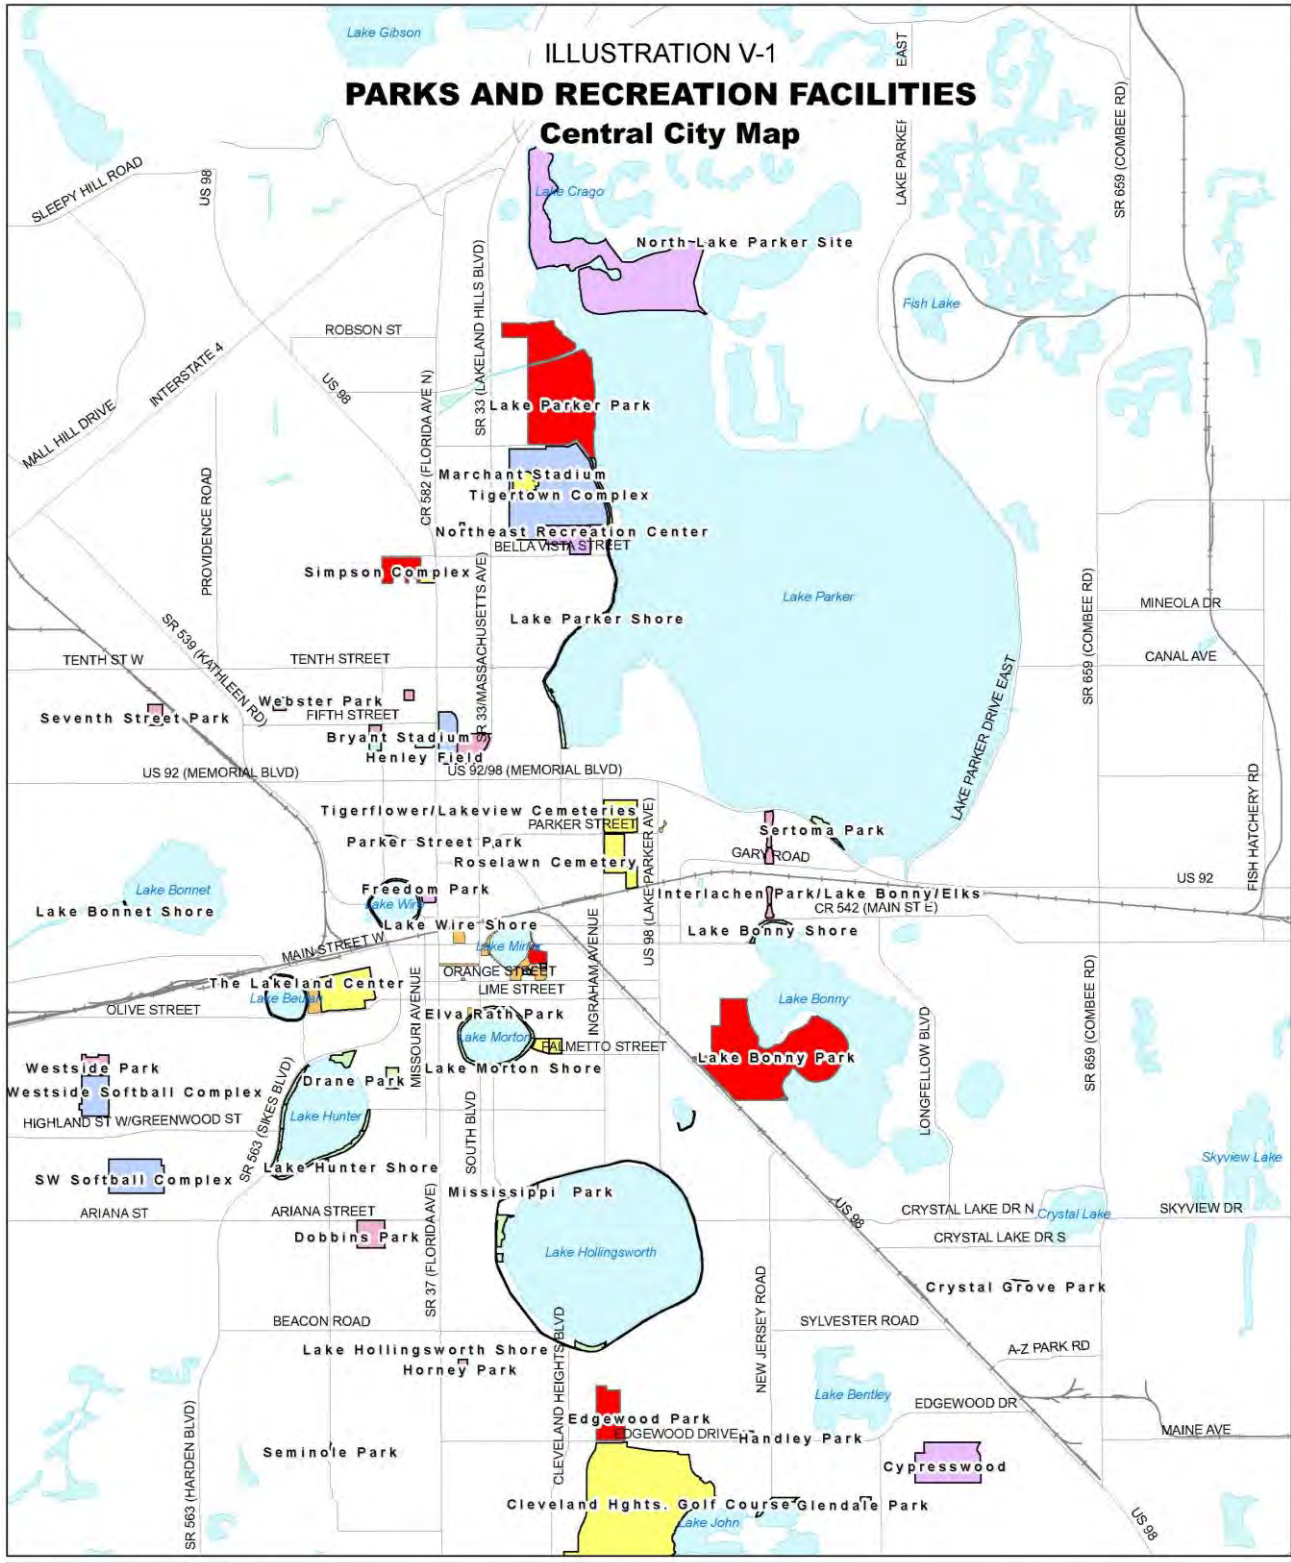 Lake Gibson
ILLUSTRATION V-1
PARKS AND RECREATION FACILITIES
Central City Map
LAKE PARKER EAST
SR 659 (COMBEE RD)
SLEEPY HILL ROAD
US 98
Lake Crago
North Lake Parker Site
SR 33 (LAKELAND HILLS BLVD)
Fish Lake
ROBSON ST
INTERSTATE 4
US 98
CR 582 (FLORIDA AVE N)
Lake Parker Park
MALL HILL DRIVE
PROVIDENCE ROAD
Marchant Stadium
Tigertown Complex
Northeast Recreation Center
BELLA VISTA STREET
Simpson Complex
Lake Parker
Lake Parker Shore
SR 33/MASSACHUSETTS AVE)
SR 659 (COMBEE RD)
MINEOLA DR
SR 539 (KATHLEEN RD)
TENTH ST W
TENTH STREET
CANAL AVE
Webster Park
FIFTH STREET
Seventh Street Park
Bryant Stadium
Henley Field
LAKE PARKER DRIVE EAST
US 92 (MEMORIAL BLVD)
US 92/98 (MEMORIAL BLVD)
FISH HATCHERY RD
Tigerflower/Lakeview Cemeteries
PARKER STREET
US 98 (LAKE PARKER AVE)
Sertoma Park
Parker Street Park
Roselawn Cemetery
GARY ROAD
US 92
Lake Bonnet
Freedom Park
Interlachen Park/Lake Bonny/Elks
Lake Wire
CR 542 (MAIN ST E)
Lake Bonnet Shore
Lake Wire Shore
Lake Bonny Shore
MAIN STREET W
Lake Mirror
INGRAHAM AVENUE
ORANGE STREET
The Lakeland Center
LIME STREET
Lake Beulah
Lake Bonny
OLIVE STREET
MISSOURI AVENUE
Elva Rath Park
LONGFELLOW BLVD
SR 659 (COMBEE RD)
Lake Morton
PALMETTO STREET
Lake Bonny Park
Westside Park
Lake Morton Shore
Drane Park
Westside Softball Complex
Lake Hunter
HIGHLAND ST W/GREENWOOD ST
SR 563 (SIKES BLVD)
SOUTH BLVD
Skyview Lake
Lake Hunter Shore
SW Softball Complex
Mississippi Park
ARIANA ST
ARIANA STREET
US 98
CRYSTAL LAKE DR N
Crystal Lake
SKYVIEW DR
Dobbins Park
CRYSTAL LAKE DR S
Lake Hollingsworth
SR 37 (FLORIDA AVE)
Crystal Grove Park
NEW JERSEY ROAD
BEACON ROAD
SYLVESTER ROAD
Lake Hollingsworth Shore
A-Z PARK RD
Horney Park
CLEVELAND HEIGHTS BLVD
Lake Bentley
EDGEWOOD DR
Edgewood Park
EDGEWOOD DRIVE
Handley Park
MAINE AVE
SR 563 (HARDEN BLVD)
Seminole Park
Cypresswood
Cleveland Hghts. Golf Course
Glendale Park
Lake John
US 98